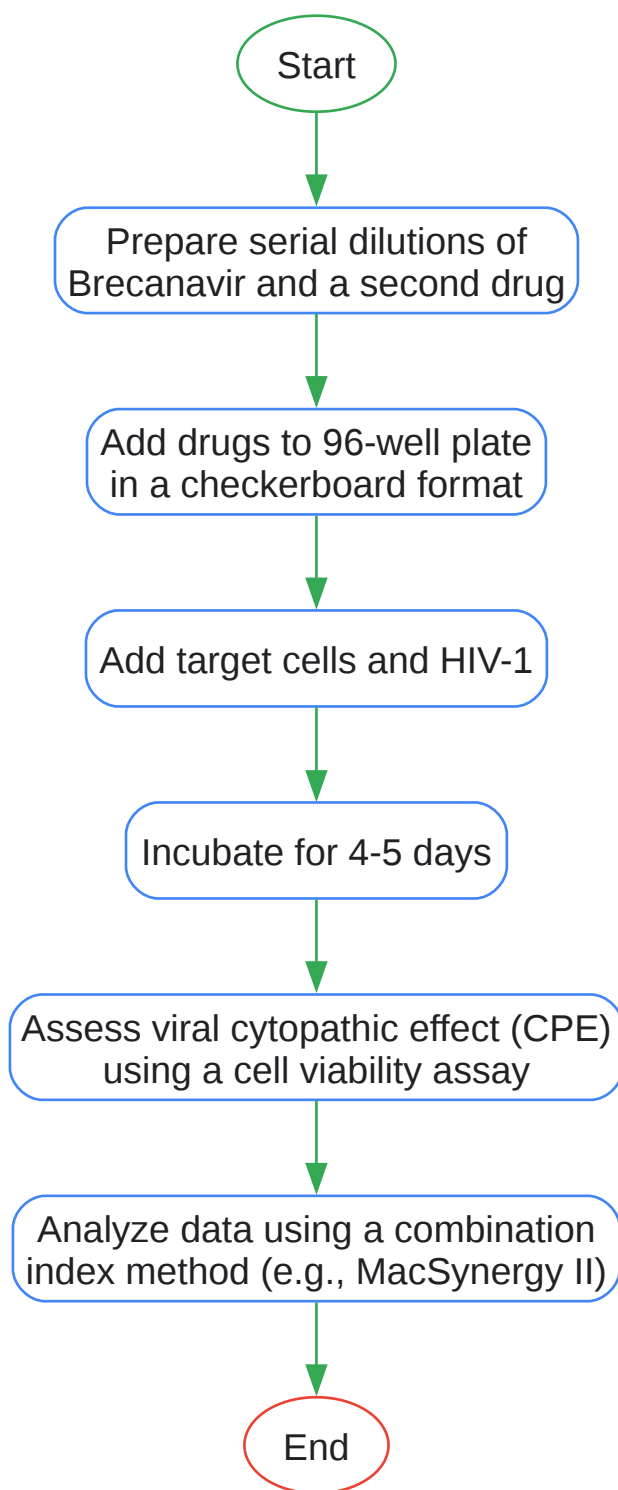 Start
Prepare serial dilutions of
Brecanavir and a second drug
Add drugs to 96-well plate
in a checkerboard format
Add target cells and HIV-1
Incubate for 4-5 days
Assess viral cytopathic effect (CPE)
using a cell viability assay
Analyze data using a combination
index method (e.g., MacSynergy II)
End